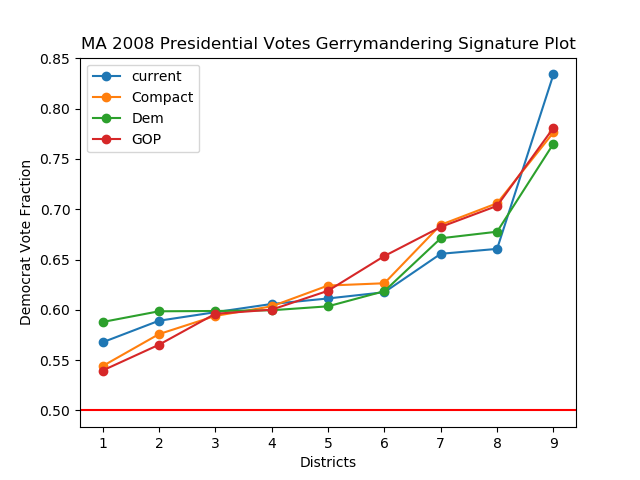 MA 2008 Presidential Votes Gerrymandering Signature Plot
current
Compact
Dem
GOP
Democrat Vote Fraction
0.85
0.80
0.75
0.70
0.65
0.60
0.55
0.50
1 2 3 4 5 6 7 8 9
Districts